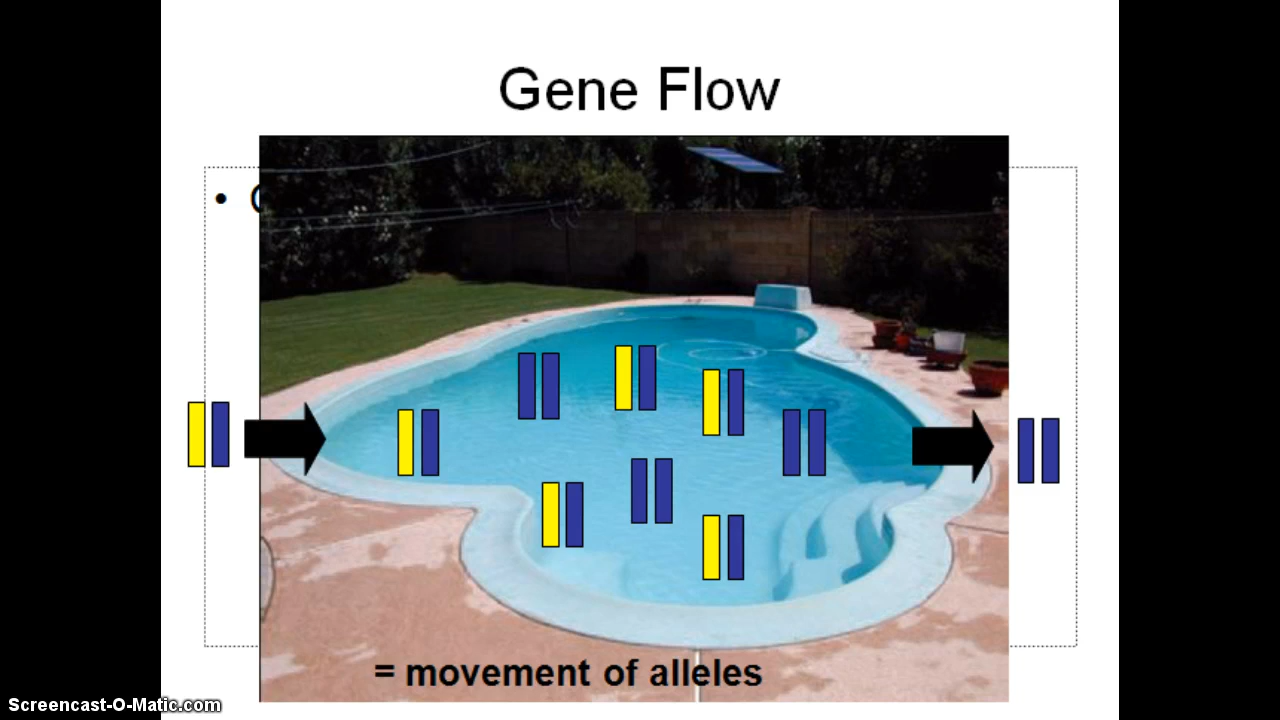 Gene Flow
•
= movement of alleles
Screencast-O-Matic.com